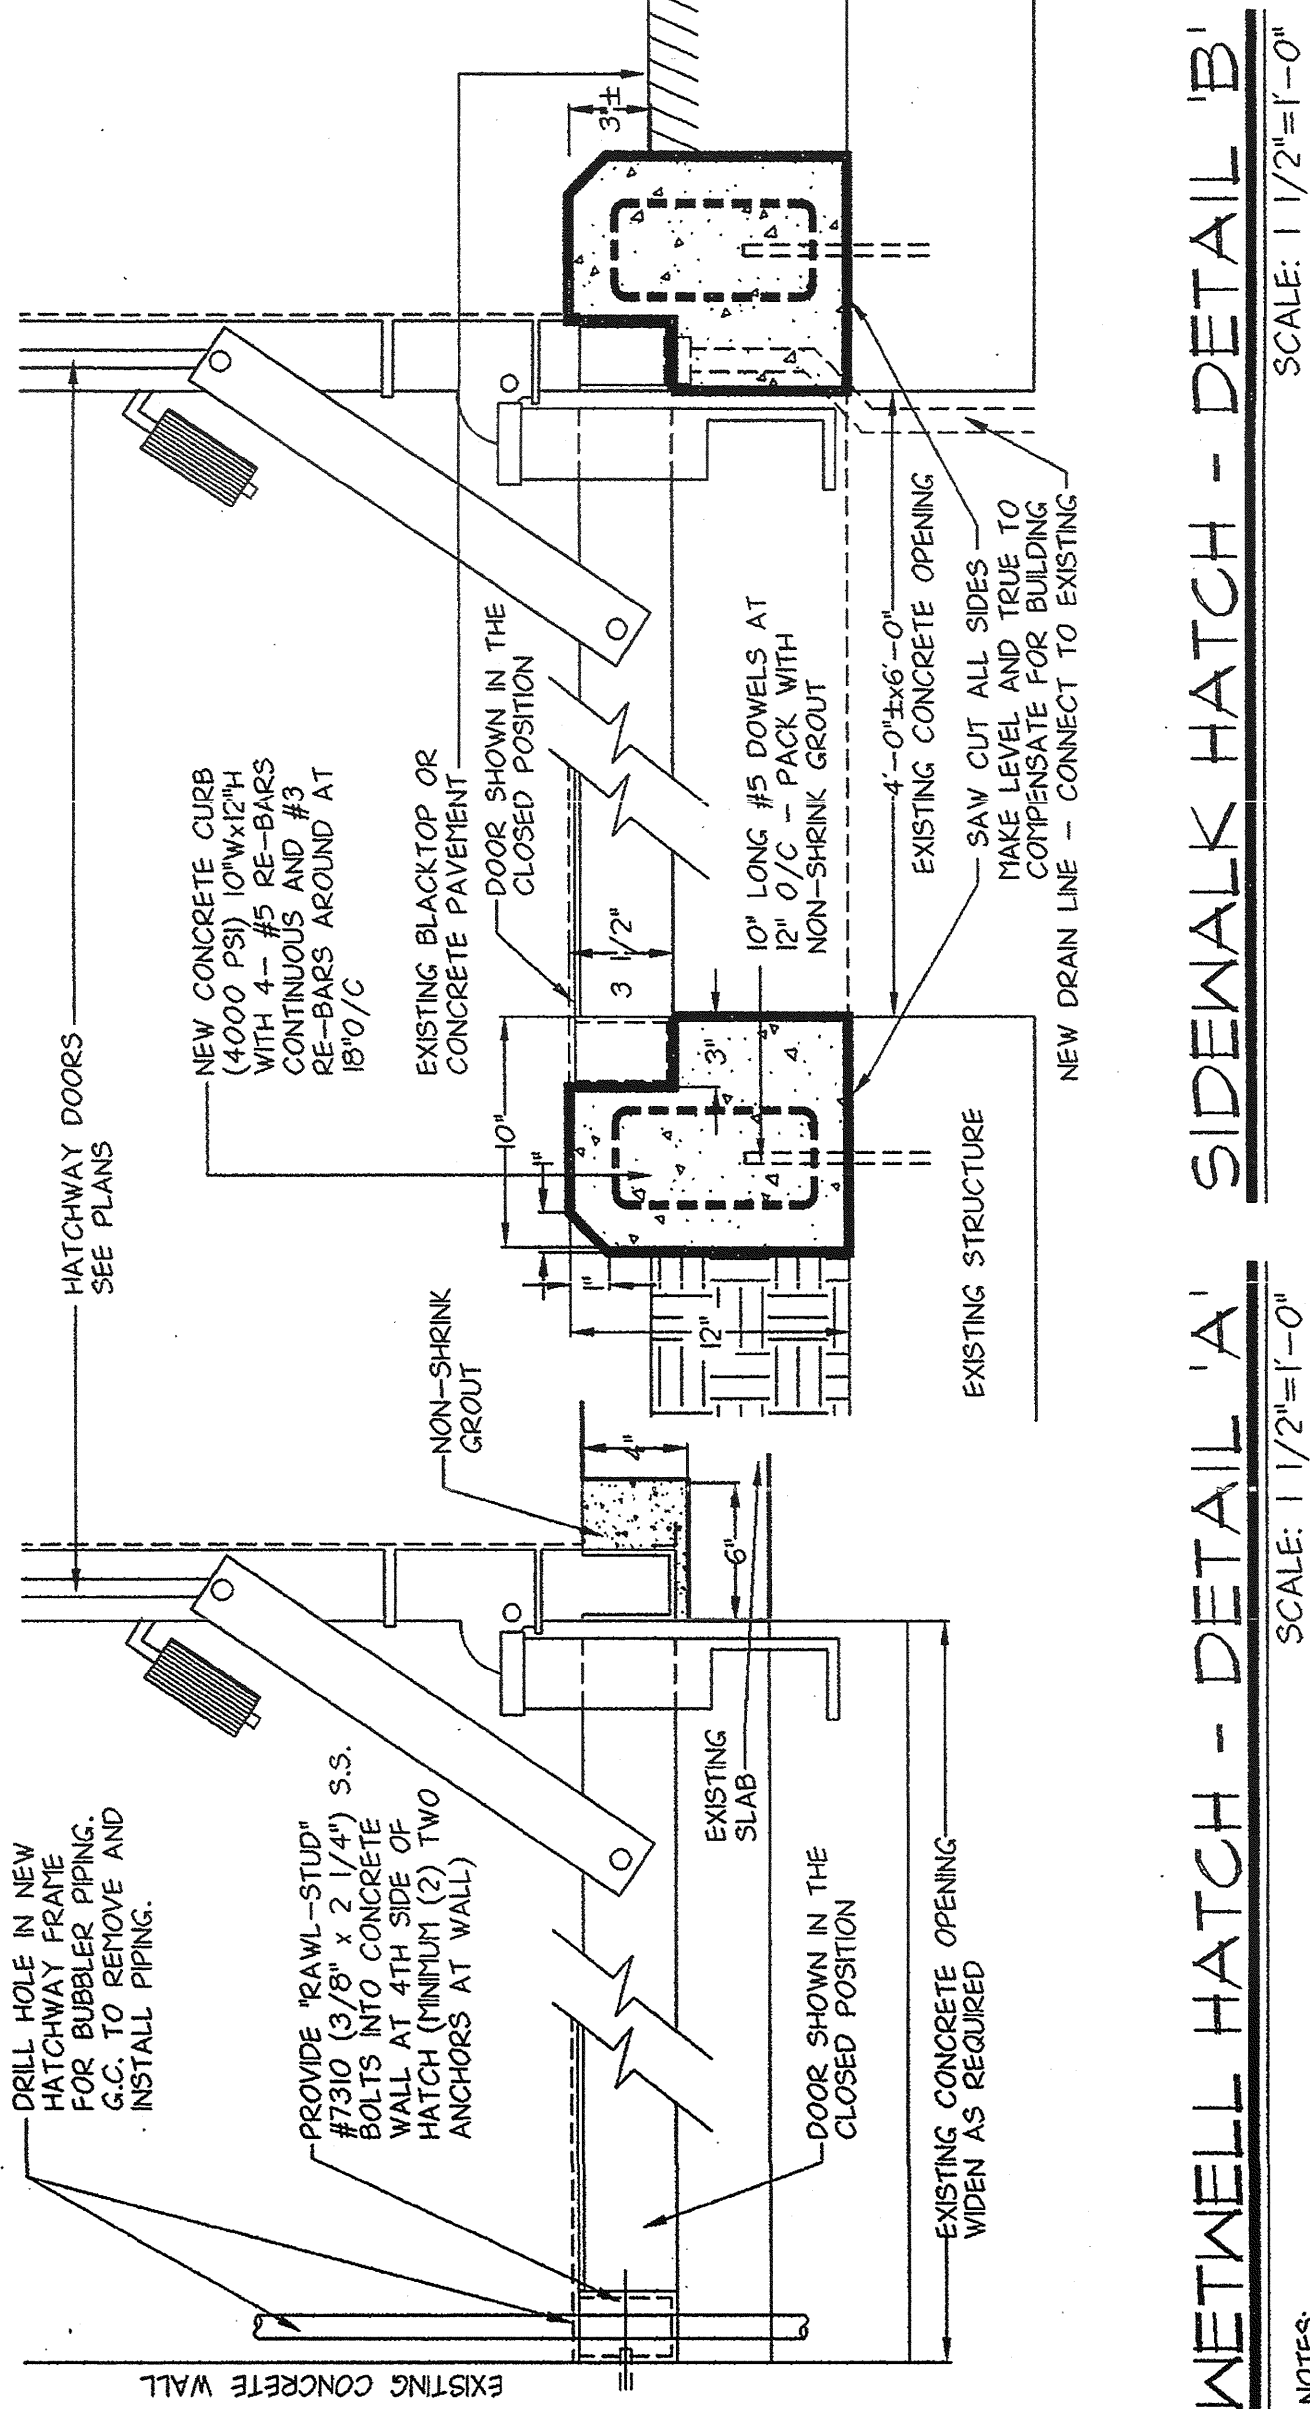 DRILL HOLE IN NEW
HATCHWAY FRAME
FOR BUBBLER PIPING.
G.C. TO REMOVE AND
INSTALL PIPING.
PROVIDE "RAWL-STUD"
#7310 (3/8" x 2 1/4") S.S.
BOLTS INTO CONCRETE
WALL AT 4TH SIDE OF
HATCH (MINIMUM (2) TWO
ANCHORS AT WALL)
EXISTING CONCRETE WALL
EXISTING
SLAB
DOOR SHOWN IN THE
CLOSED POSITION
EXISTING CONCRETE OPENING
WIDEN AS REQUIRED
NON-SHRINK
GROUT
4"
6"
WETWELL HATCH - DETAIL 'A'
SCALE: 1 1/2"=1'-0"
NOTES:
HATCHWAY DOORS
SEE PLANS
NEW CONCRETE CURB
(4000 PSI) 10"Wx12"H
WITH 4- #5 RE-BARS
CONTINUOUS AND #3
RE-BARS AROUND AT
18"O/C
EXISTING BLACKTOP OR
CONCRETE PAVEMENT
DOOR SHOWN IN THE
CLOSED POSITION
10"
1"
1"
12"
3"
3 1/2"
3"±
10" LONG #5 DOWELS AT
12" O/C - PACK WITH
NON-SHRINK GROUT
4'-0"±x6'-0"
EXISTING CONCRETE OPENING
SAW CUT ALL SIDES
MAKE LEVEL AND TRUE TO
COMPENSATE FOR BUILDING
NEW DRAIN LINE - CONNECT TO EXISTING
EXISTING STRUCTURE
SIDEWALK HATCH - DETAIL 'B'
SCALE: 1 1/2"=1'-0"